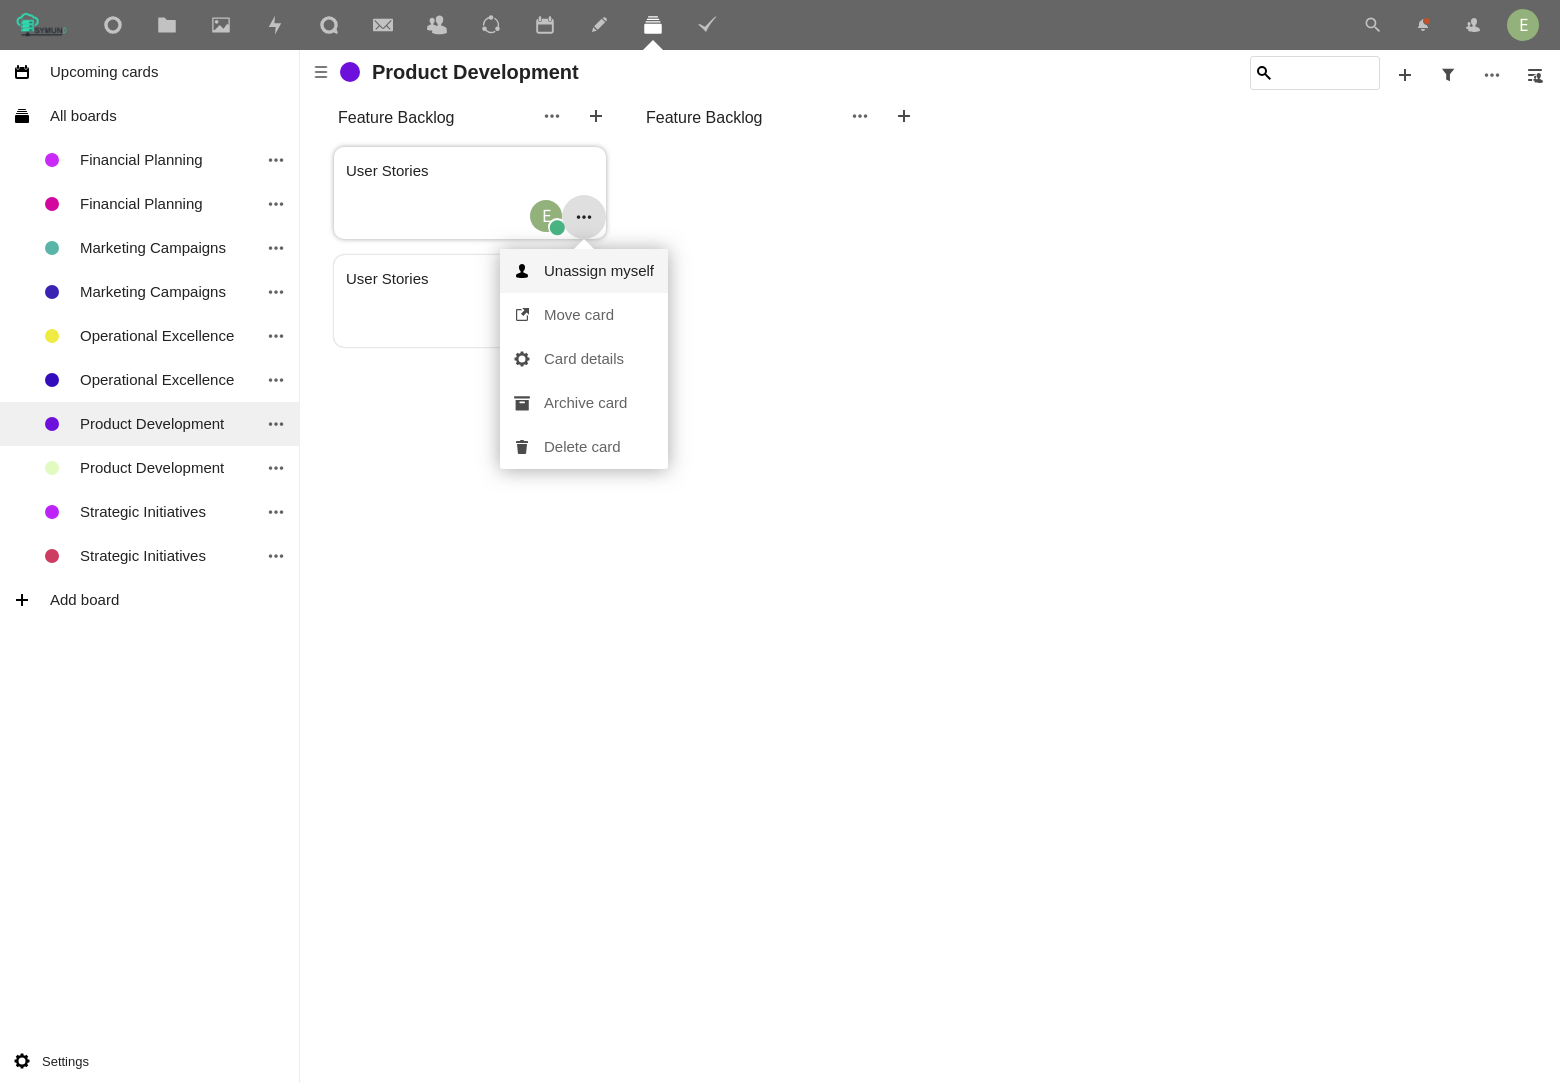 E
Upcoming cards
All boards
Financial Planning
Financial Planning
Marketing Campaigns
Marketing Campaigns
Operational Excellence
Operational Excellence
Product Development
Product Development
Strategic Initiatives
Strategic Initiatives
Add board
Settings
Product Development
Feature Backlog
Feature Backlog
User Stories
E
User Stories
Unassign myself
Move card
Card details
Archive card
Delete card